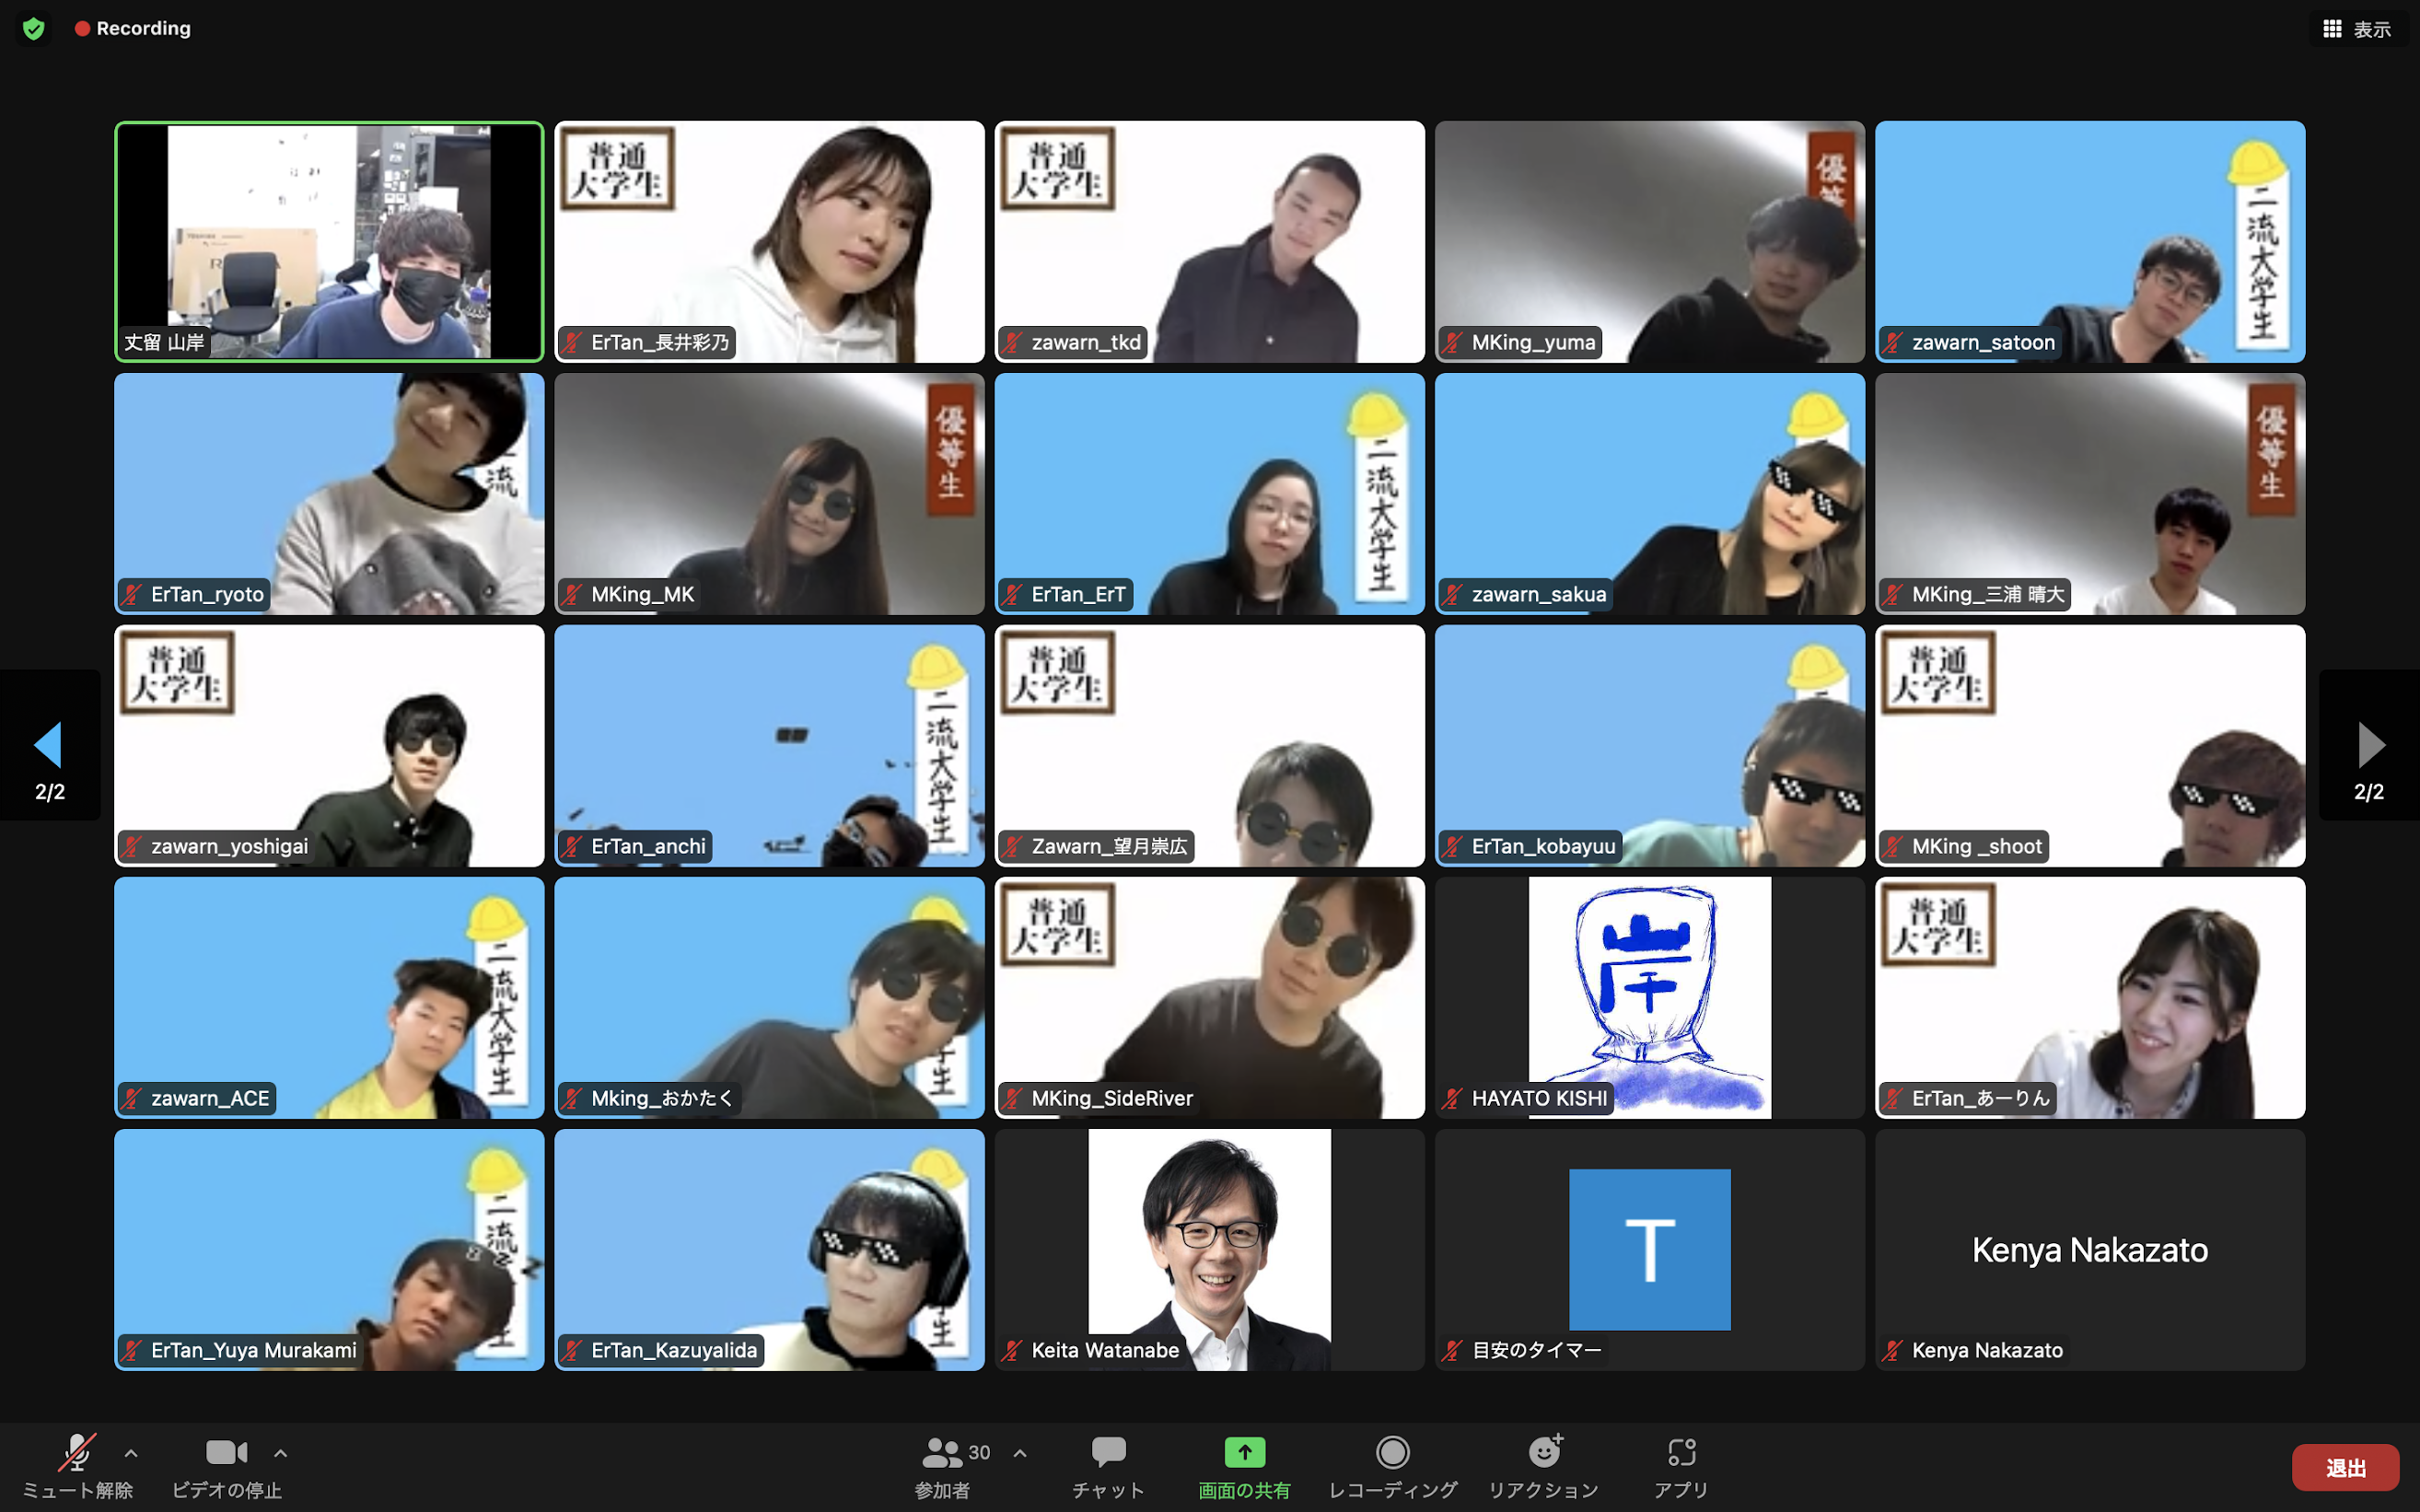 Recording
表示
丈留 山岸
普通
大学生
ErTan_長井彩乃
普通
大学生
zawarn_tkd
優等
MKing_yuma
二流大学生
zawarn_satoon
流
ErTan_ryoto
優等生
MKing_MK
二流大学生
ErTan_ErT
zawarn_sakua
優等生
MKing_三浦 晴大
普通
大学生
zawarn_yoshigai
二流大学生
ErTan_anchi
普通
大学生
Zawarn_望月崇広
ErTan_kobayuu
普通
大学生
MKing _shoot
2/2
2/2
二流大学生
zawarn_ACE
Mking_おかたく
普通
大学生
MKing_SideRiver
岸
HAYATO KISHI
普通
大学生
ErTan_あーりん
二流
生
ErTan_Yuya Murakami
ErTan_KazuyaIida
Keita Watanabe
T
目安のタイマー
Kenya Nakazato
Kenya Nakazato
ミュート解除
ビデオの停止
30
参加者
チャット
画面の共有
レコーディング
リアクション
アプリ
退出